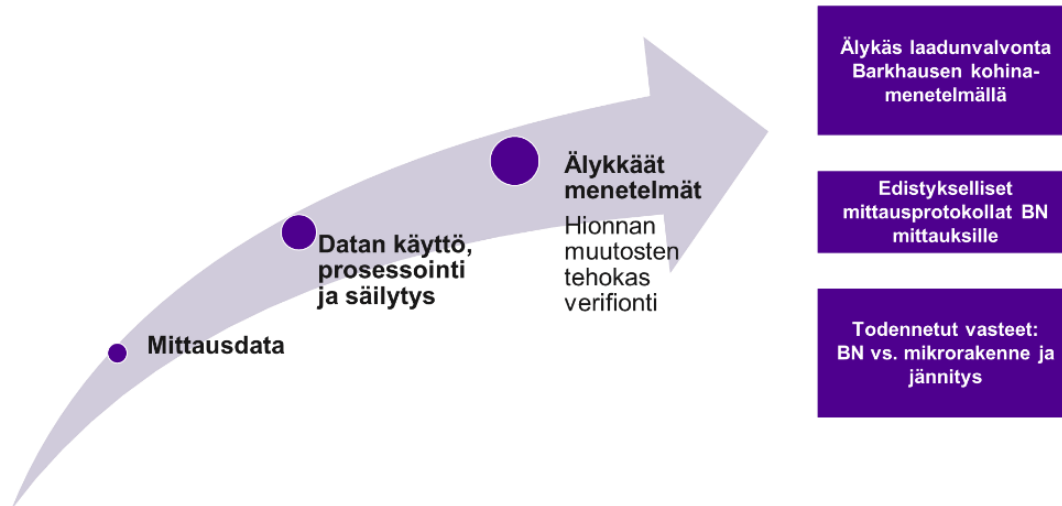 Mittausdata
Datan käyttö,
prosessointi
ja säilytys
Älykkäät
menetelmät
Hionnan
muutosten
tehokas
verifionti
Älykäs laadunvalvonta
Barkhausen kohina-
menetelmällä
Edistykselliset
mittausprotokollat BN
mittauksille
Todennetut vasteet:
BN vs. mikrorakenne ja
jännitys